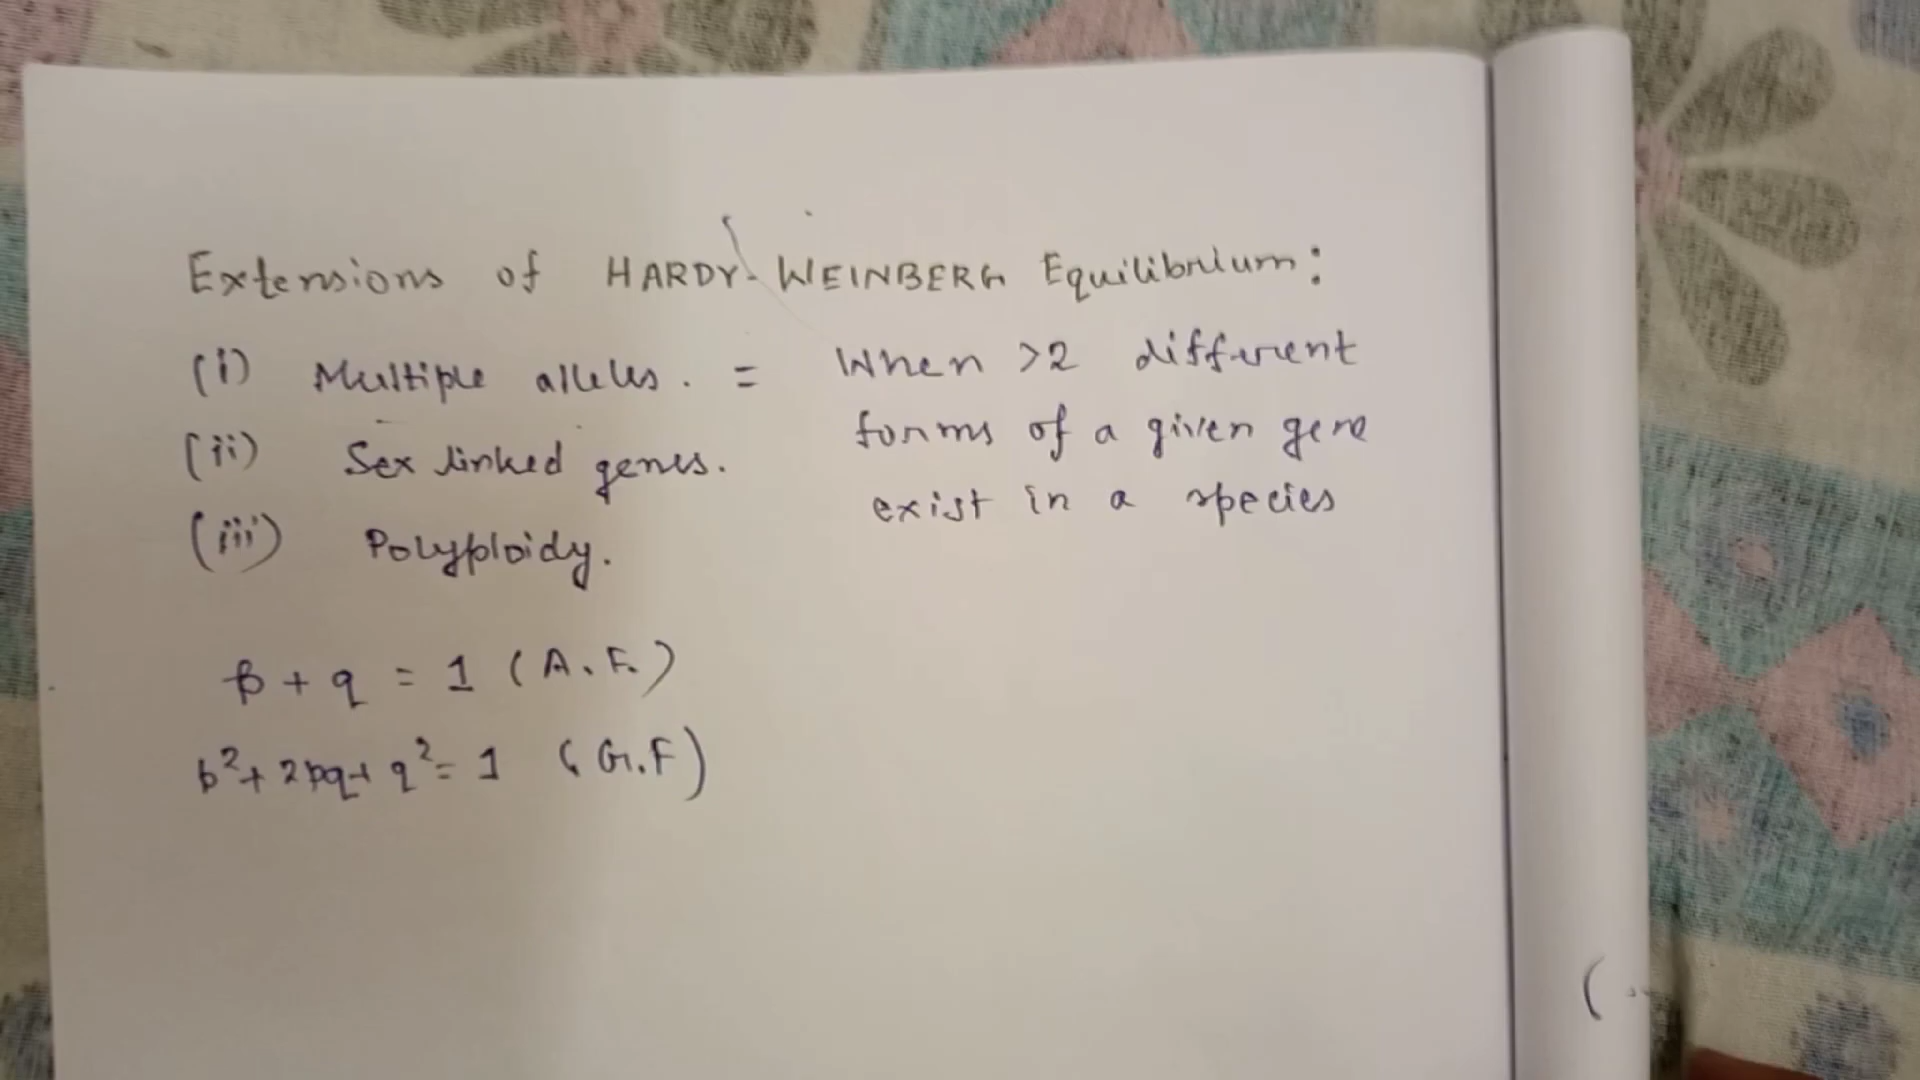 Extensions of HARDY-WEINBERG Equilibrium:
(i) Multiple alleles. = When >2 different
forms of a given gene
exist in a species
(ii) Sex linked genes.
(iii) Polyploidy.
p + q = 1 (A.F.)
p²+ 2pq+ q²= 1 (G.F)
(